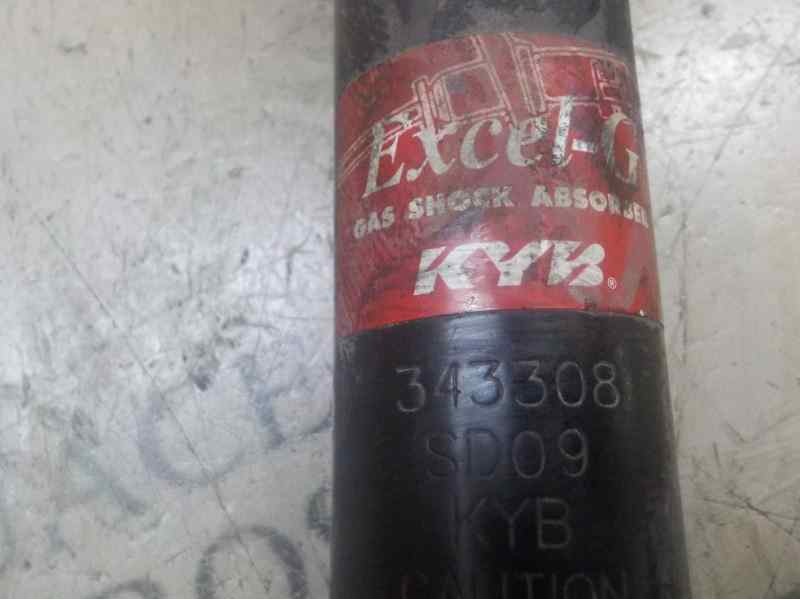 Excel-G
GAS SHOCK ABSORBER
KYB®
343308
SD09
KYB
CAUTION